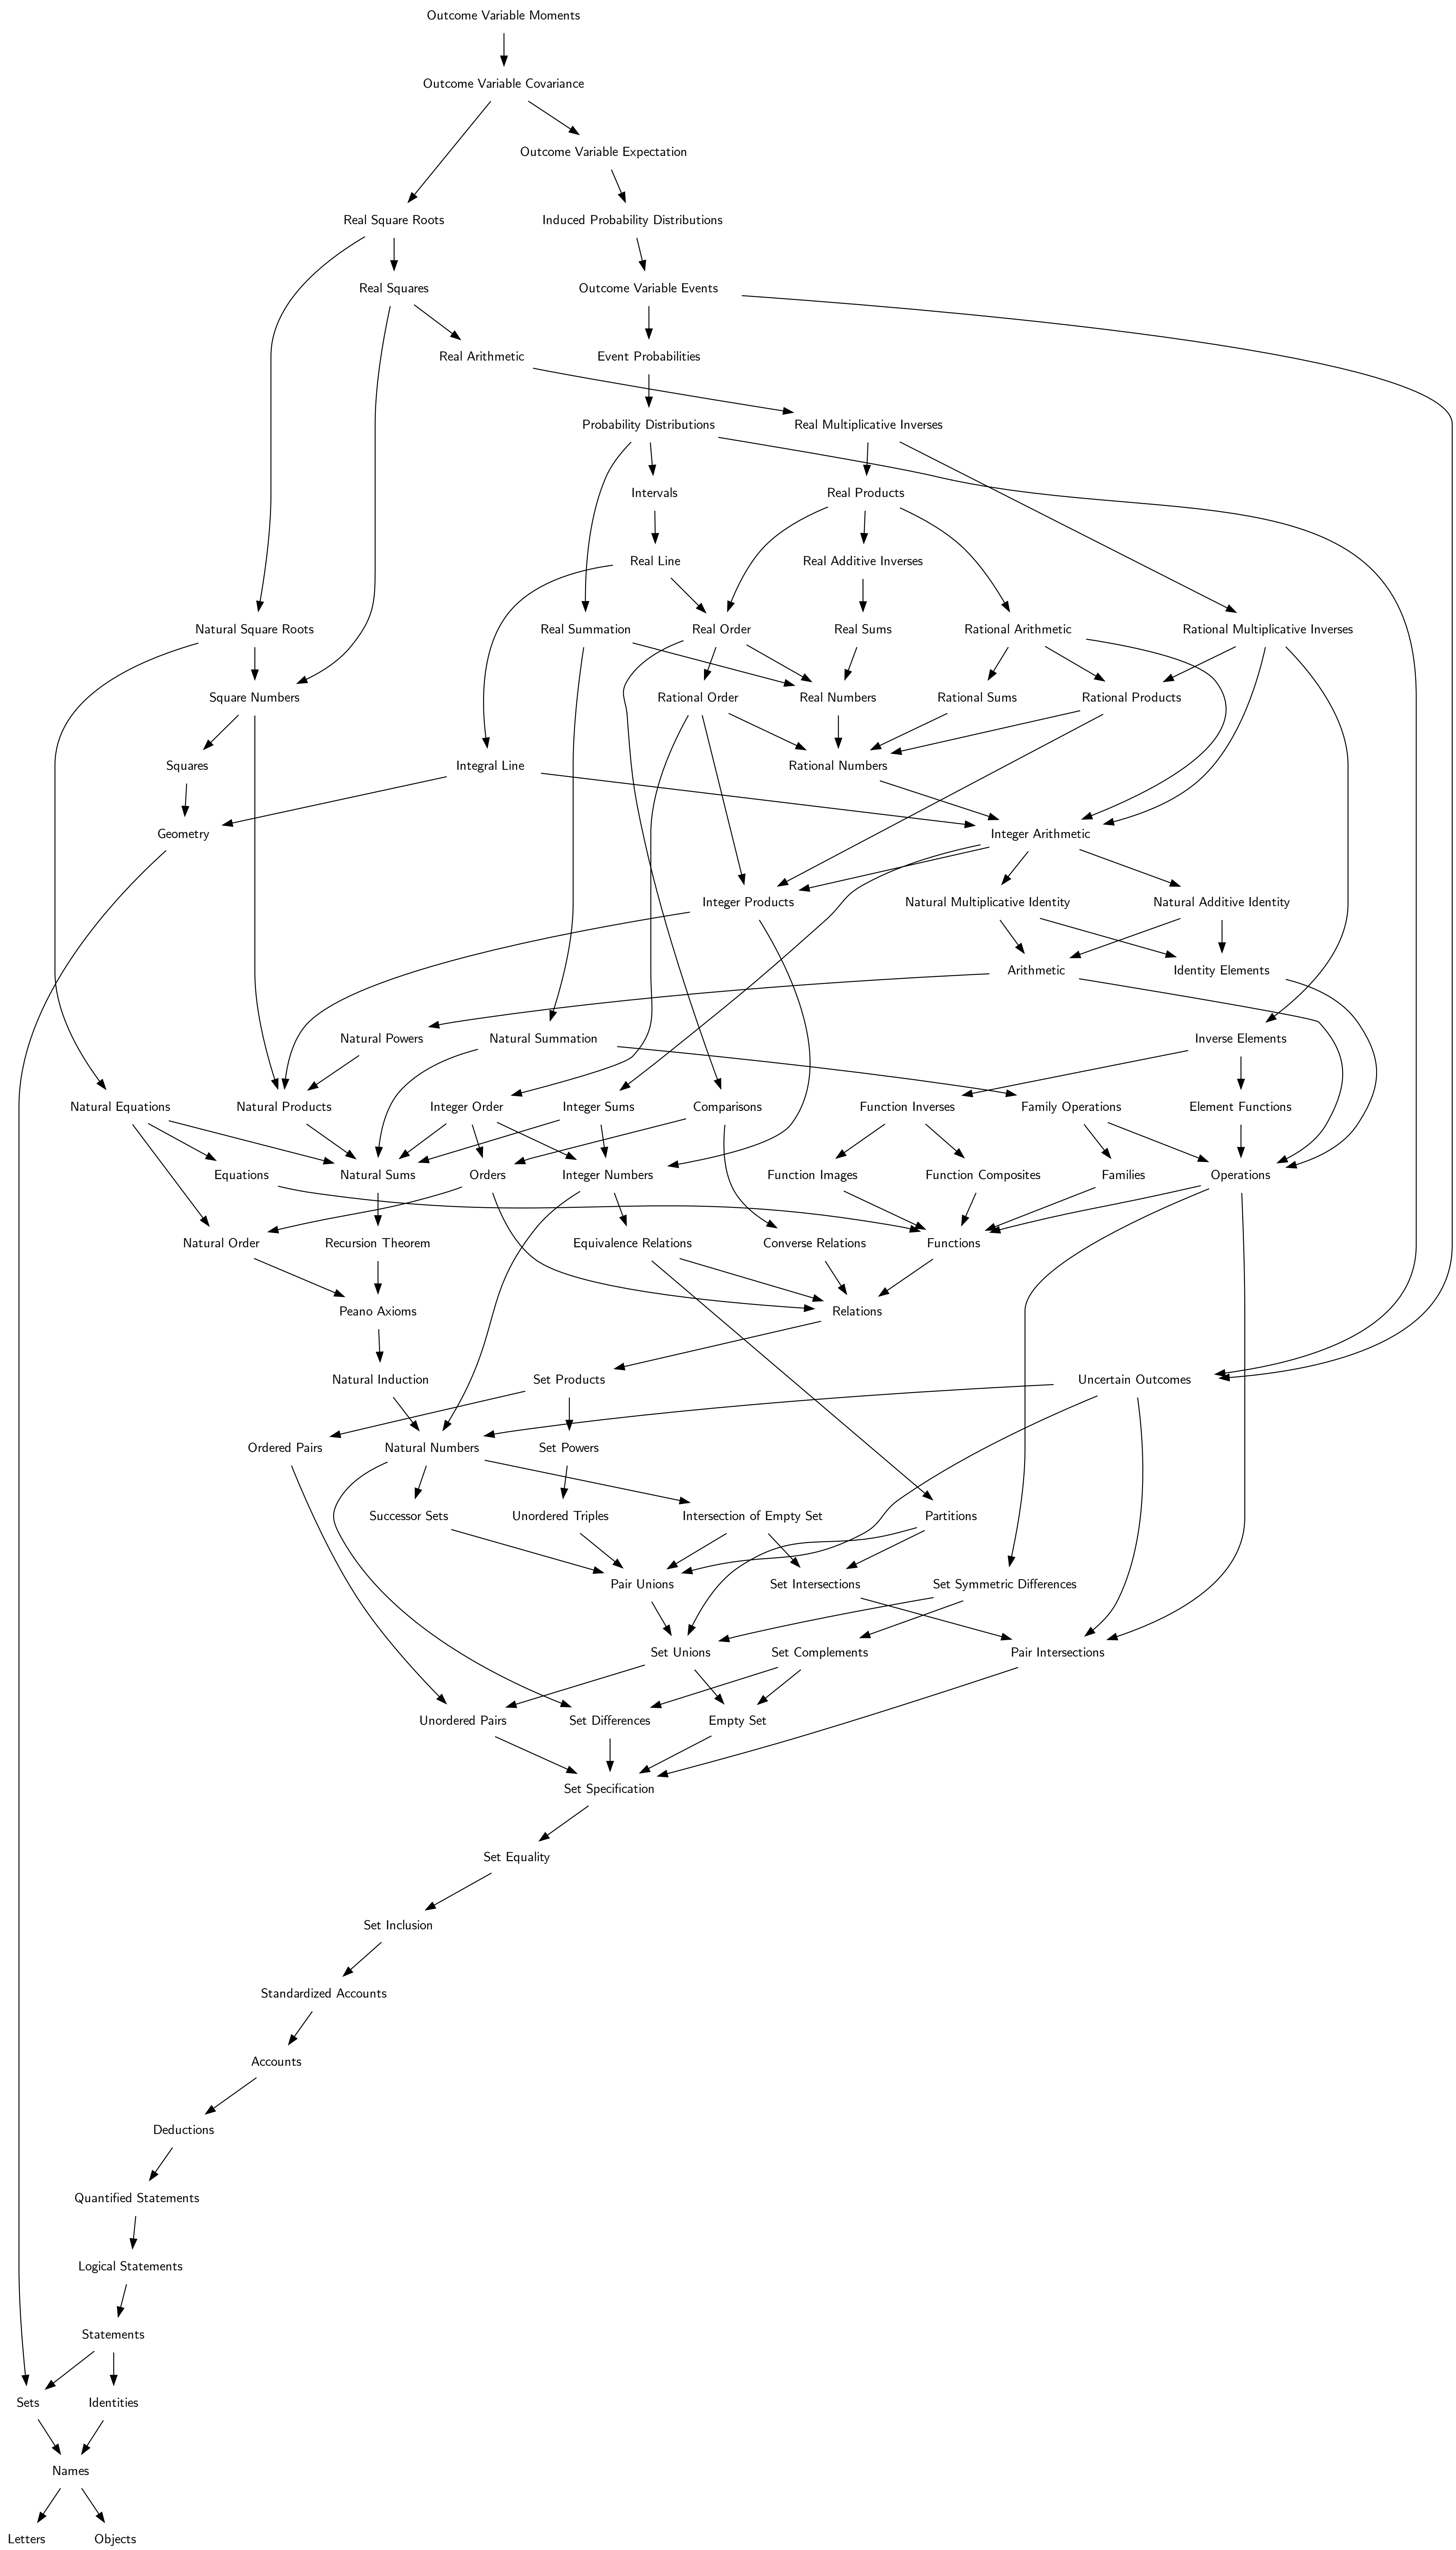 Outcome Variable Moments
Outcome Variable Covariance
Outcome Variable Expectation
Real Square Roots
Induced Probability Distributions
Real Squares
Outcome Variable Events
Real Arithmetic
Event Probabilities
Probability Distributions
Real Multiplicative Inverses
Intervals
Real Products
Real Line
Real Additive Inverses
Natural Square Roots
Real Summation
Real Order
Real Sums
Rational Arithmetic
Rational Multiplicative Inverses
Square Numbers
Rational Order
Real Numbers
Rational Sums
Rational Products
Squares
Integral Line
Rational Numbers
Geometry
Integer Arithmetic
Integer Products
Natural Multiplicative Identity
Natural Additive Identity
Arithmetic
Identity Elements
Natural Powers
Natural Summation
Inverse Elements
Natural Equations
Natural Products
Integer Order
Integer Sums
Comparisons
Function Inverses
Family Operations
Element Functions
Equations
Natural Sums
Orders
Integer Numbers
Function Images
Function Composites
Families
Operations
Natural Order
Recursion Theorem
Equivalence Relations
Converse Relations
Functions
Peano Axioms
Relations
Natural Induction
Set Products
Uncertain Outcomes
Ordered Pairs
Natural Numbers
Set Powers
Successor Sets
Unordered Triples
Intersection of Empty Set
Partitions
Pair Unions
Set Intersections
Set Symmetric Differences
Set Unions
Set Complements
Pair Intersections
Unordered Pairs
Set Differences
Empty Set
Set Specification
Set Equality
Set Inclusion
Standardized Accounts
Accounts
Deductions
Quantified Statements
Logical Statements
Statements
Sets
Identities
Names
Letters
Objects